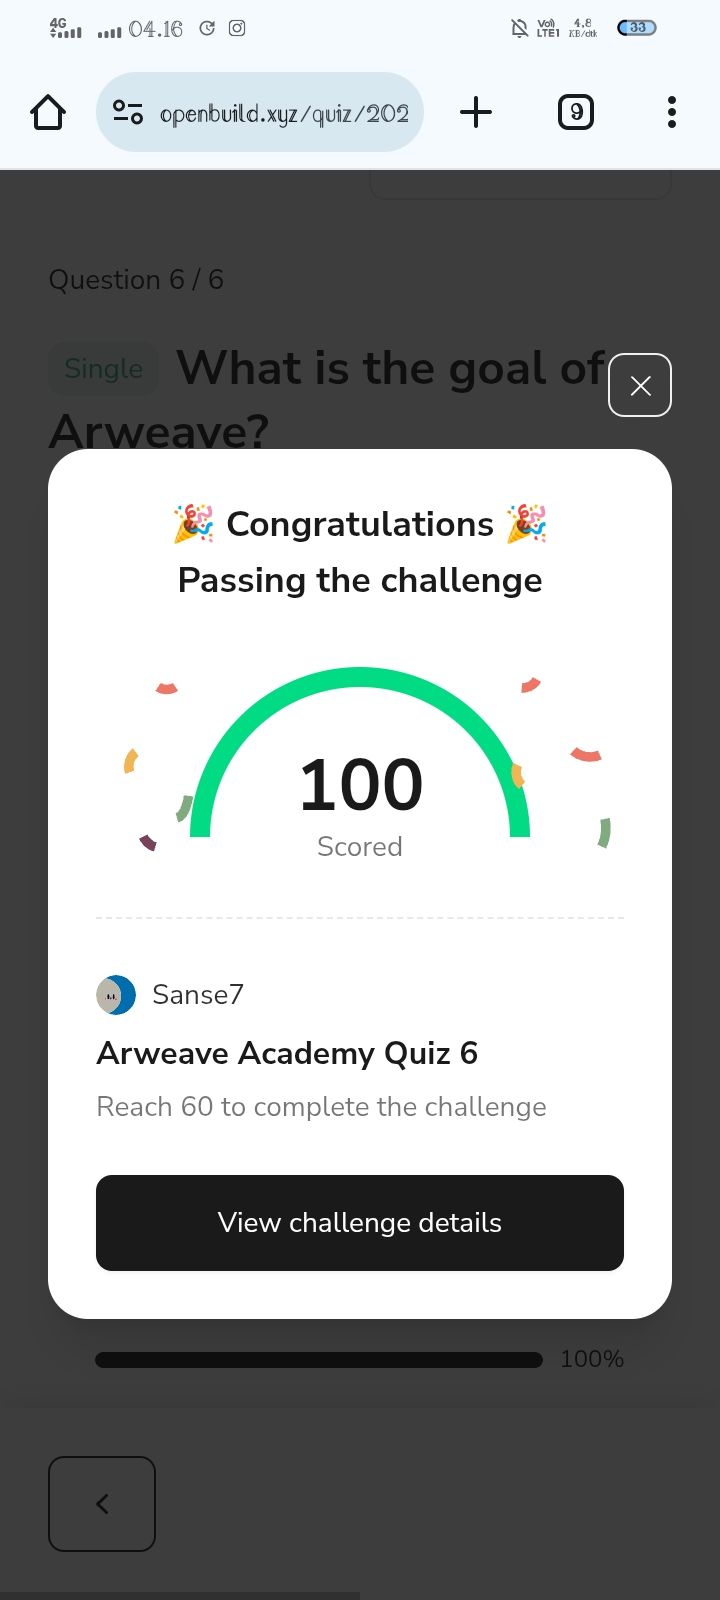 4G 04.16 Vo) LTE1 4,8 KB/dtk 33
openbuild.xyz/quiz/202 9
Question 6 / 6
Single What is the goal of
Arweave?
🎉 Congratulations 🎉
Passing the challenge
100
Scored
Sanse7
Arweave Academy Quiz 6
Reach 60 to complete the challenge
View challenge details
100%